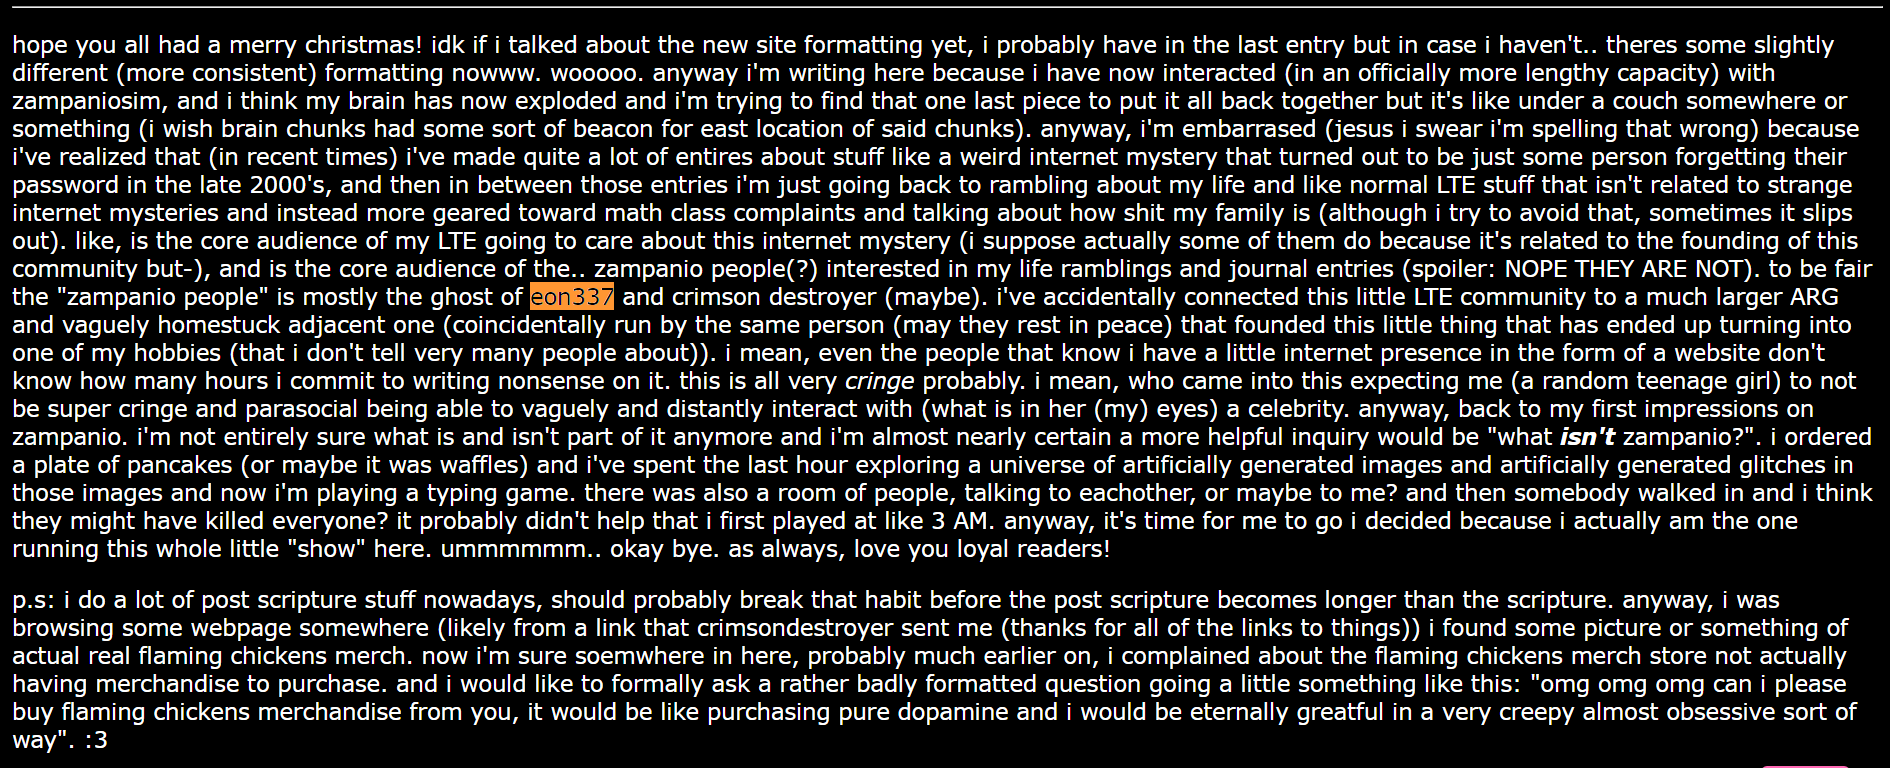 hope you all had a merry christmas! idk if i talked about the new site formatting yet, i probably have in the last entry but in case i haven't.. theres some slightly
different (more consistent) formatting nowww. wooooo. anyway i'm writing here because i have now interacted (in an officially more lengthy capacity) with
zampaniosim, and i think my brain has now exploded and i'm trying to find that one last piece to put it all back together but it's like under a couch somewhere or
something (i wish brain chunks had some sort of beacon for east location of said chunks). anyway, i'm embarrased (jesus i swear i'm spelling that wrong) because
i've realized that (in recent times) i've made quite a lot of entires about stuff like a weird internet mystery that turned out to be just some person forgetting their
password in the late 2000's, and then in between those entries i'm just going back to rambling about my life and like normal LTE stuff that isn't related to strange
internet mysteries and instead more geared toward math class complaints and talking about how shit my family is (although i try to avoid that, sometimes it slips
out). like, is the core audience of my LTE going to care about this internet mystery (i suppose actually some of them do because it's related to the founding of this
community but-), and is the core audience of the.. zampanio people(?) interested in my life ramblings and journal entries (spoiler: NOPE THEY ARE NOT). to be fair
the "zampanio people" is mostly the ghost of eon337 and crimson destroyer (maybe). i've accidentally connected this little LTE community to a much larger ARG
and vaguely homestuck adjacent one (coincidentally run by the same person (may they rest in peace) that founded this little thing that has ended up turning into
one of my hobbies (that i don't tell very many people about)). i mean, even the people that know i have a little internet presence in the form of a website don't
know how many hours i commit to writing nonsense on it. this is all very cringe probably. i mean, who came into this expecting me (a random teenage girl) to not
be super cringe and parasocial being able to vaguely and distantly interact with (what is in her (my) eyes) a celebrity. anyway, back to my first impressions on
zampanio. i'm not entirely sure what is and isn't part of it anymore and i'm almost nearly certain a more helpful inquiry would be "what isn't zampanio?". i ordered
a plate of pancakes (or maybe it was waffles) and i've spent the last hour exploring a universe of artificially generated images and artificially generated glitches in
those images and now i'm playing a typing game. there was also a room of people, talking to eachother, or maybe to me? and then somebody walked in and i think
they might have killed everyone? it probably didn't help that i first played at like 3 AM. anyway, it's time for me to go i decided because i actually am the one
running this whole little "show" here. ummmmmm.. okay bye. as always, love you loyal readers!
p.s: i do a lot of post scripture stuff nowadays, should probably break that habit before the post scripture becomes longer than the scripture. anyway, i was
browsing some webpage somewhere (likely from a link that crimsondestroyer sent me (thanks for all of the links to things)) i found some picture or something of
actual real flaming chickens merch. now i'm sure soemwhere in here, probably much earlier on, i complained about the flaming chickens merch store not actually
having merchandise to purchase. and i would like to formally ask a rather badly formatted question going a little something like this: "omg omg omg can i please
buy flaming chickens merchandise from you, it would be like purchasing pure dopamine and i would be eternally greatful in a very creepy almost obsessive sort of
way". :3